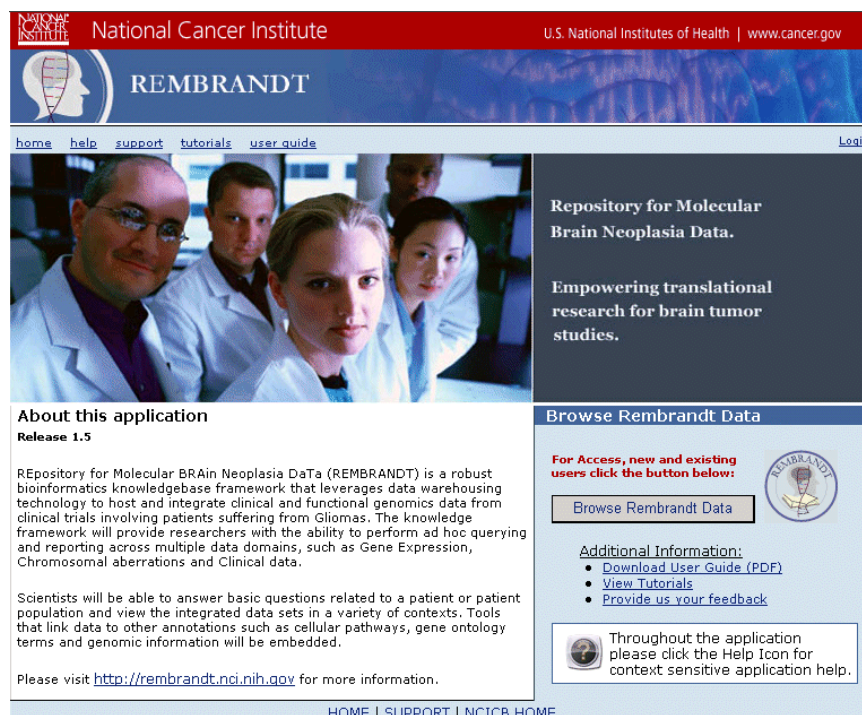 NATIONAL CANCER INSTITUTE
National Cancer Institute
U.S. National Institutes of Health | www.cancer.gov
REMBRANDT
home help support tutorials user guide
Logi
Repository for Molecular
Brain Neoplasia Data.
Empowering translational
research for brain tumor
studies.
About this application
Release 1.5
REpository for Molecular BRAin Neoplasia DaTa (REMBRANDT) is a robust
bioinformatics knowledgebase framework that leverages data warehousing
technology to host and integrate clinical and functional genomics data from
clinical trials involving patients suffering from Gliomas. The knowledge
framework will provide researchers with the ability to perform ad hoc querying
and reporting across multiple data domains, such as Gene Expression,
Chromosomal aberrations and Clinical data.
Scientists will be able to answer basic questions related to a patient or patient
population and view the integrated data sets in a variety of contexts. Tools
that link data to other annotations such as cellular pathways, gene ontology
terms and genomic information will be embedded.
Please visit http://rembrandt.nci.nih.gov for more information.
Browse Rembrandt Data
For Access, new and existing
users click the button below:
Browse Rembrandt Data
REMBRANDT
Additional Information:
• Download User Guide (PDF)
• View Tutorials
• Provide us your feedback
Throughout the application
please click the Help Icon for
context sensitive application help.
HOME | SUPPORT | NCICB HOME